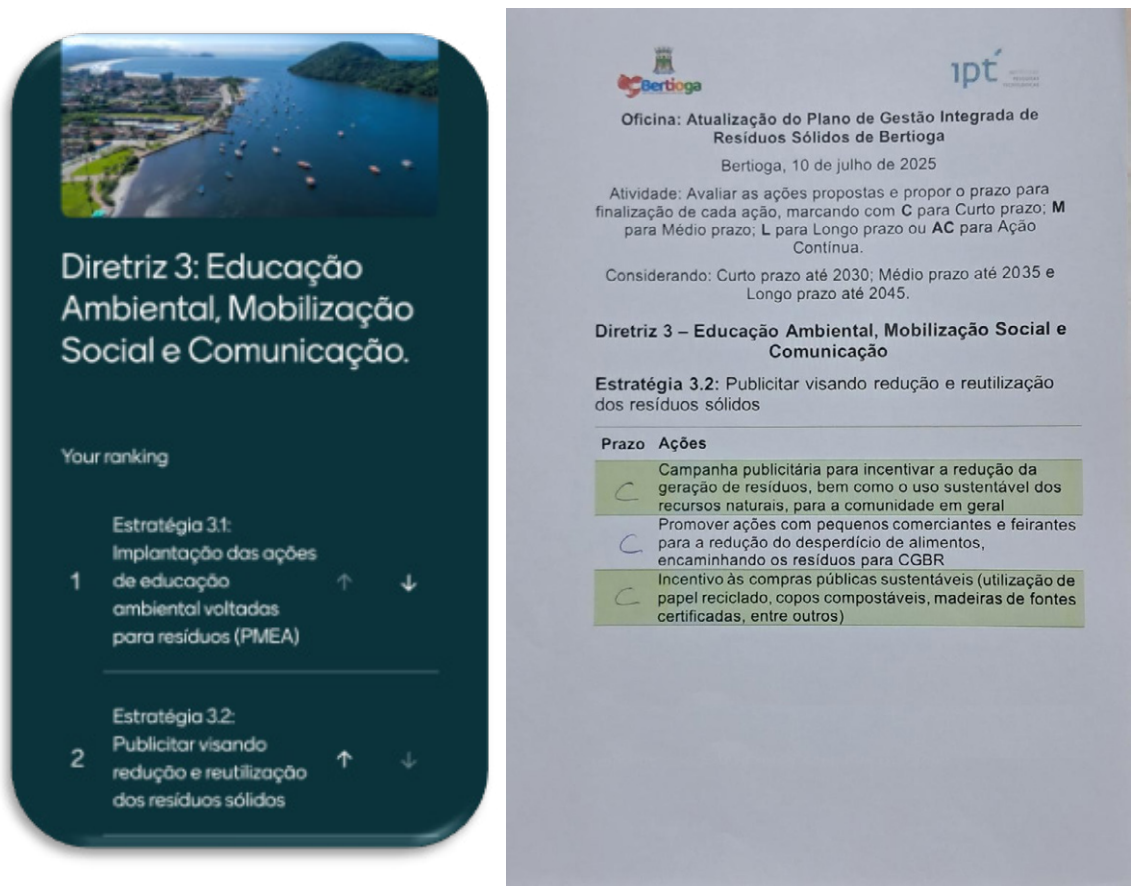 Diretriz 3: Educação
Ambiental, Mobilização
Social e Comunicação.
Your ranking
1
Estratégia 3.1:
Implantação das ações
de educação
ambiental voltadas
para resíduos (PMEA)
2
Estratégia 3.2:
Publicitar visando
redução e reutilização
dos resíduos sólidos
Bertioga
ipt
Oficina: Atualização do Plano de Gestão Integrada de
Resíduos Sólidos de Bertioga
Bertioga, 10 de julho de 2025
Atividade: Avaliar as ações propostas e propor o prazo para
finalização de cada ação, marcando com C para Curto prazo; M
para Médio prazo; L para Longo prazo ou AC para Ação
Contínua.
Considerando: Curto prazo até 2030; Médio prazo até 2035 e
Longo prazo até 2045.
Diretriz 3 – Educação Ambiental, Mobilização Social e
Comunicação
Estratégia 3.2: Publicitar visando redução e reutilização
dos resíduos sólidos
Prazo Ações
Campanha publicitária para incentivar a redução da
C geração de resíduos, bem como o uso sustentável dos
recursos naturais, para a comunidade em geral
Promover ações com pequenos comerciantes e feirantes
C para a redução do desperdício de alimentos,
encaminhando os resíduos para CGBR
Incentivo às compras públicas sustentáveis (utilização de
C papel reciclado, copos compostáveis, madeiras de fontes
certificadas, entre outros)